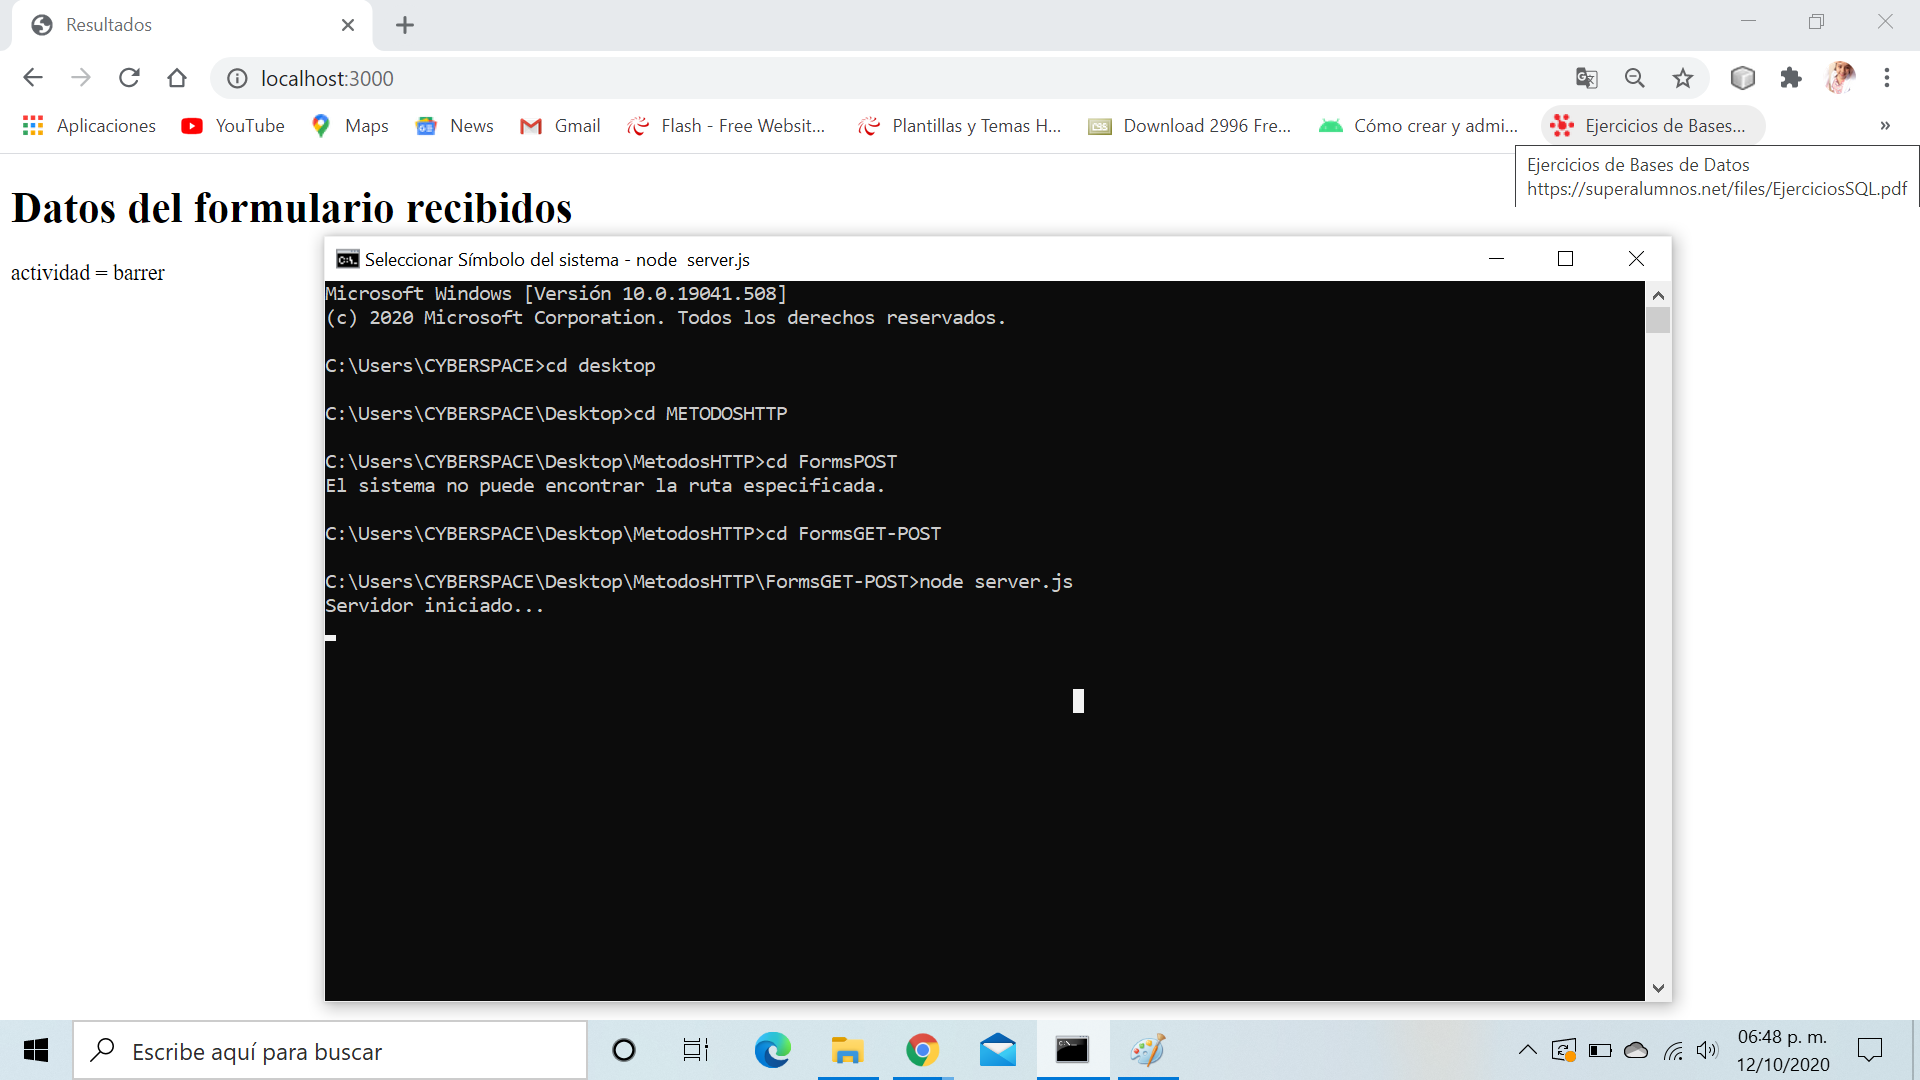 Resultados
localhost:3000
Aplicaciones
YouTube
Maps
News
Gmail
Flash - Free Websit...
Plantillas y Temas H...
CSS
Download 2996 Fre...
Cómo crear y admi...
Ejercicios de Bases...
»
Ejercicios de Bases de Datos
https://superalumnos.net/files/EjerciciosSQL.pdf
Datos del formulario recibidos
actividad = barrer
Seleccionar Símbolo del sistema - node  server.js
Microsoft Windows [Versión 10.0.19041.508]
(c) 2020 Microsoft Corporation. Todos los derechos reservados.
C:\Users\CYBERSPACE>cd desktop
C:\Users\CYBERSPACE\Desktop>cd METODOSHTTP
C:\Users\CYBERSPACE\Desktop\MetodosHTTP>cd FormsPOST
El sistema no puede encontrar la ruta especificada.
C:\Users\CYBERSPACE\Desktop\MetodosHTTP>cd FormsGET-POST
C:\Users\CYBERSPACE\Desktop\MetodosHTTP\FormsGET-POST>node server.js
Servidor iniciado...
Escribe aquí para buscar
06:48 p. m.
12/10/2020